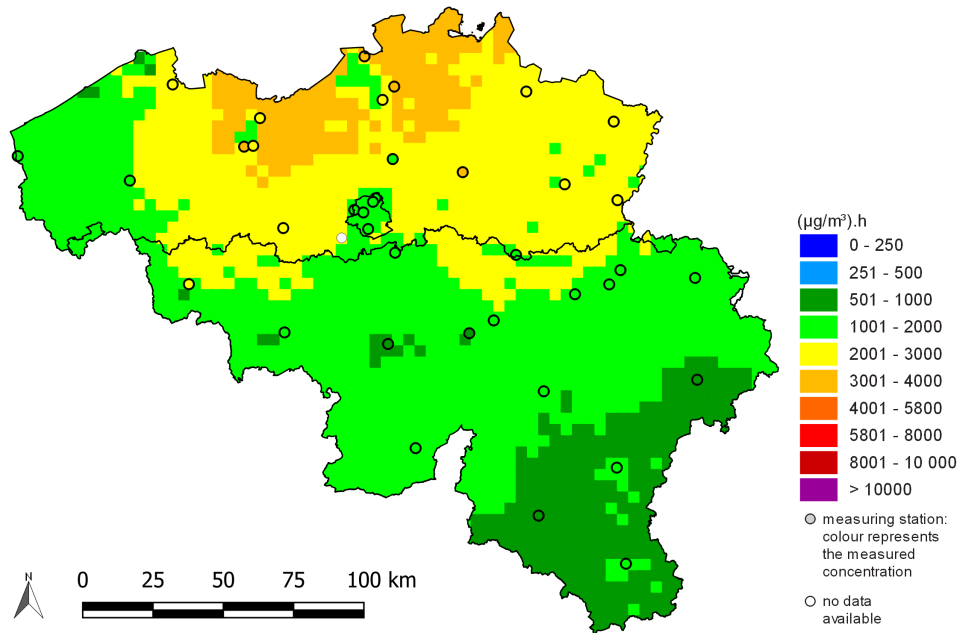 (µg/m³).h
0 - 250
251 - 500
501 - 1000
1001 - 2000
2001 - 3000
3001 - 4000
4001 - 5800
5801 - 8000
8001 - 10 000
> 10000
measuring station:
colour represents
the measured
concentration
no data
available
N
0 25 50 75 100 km